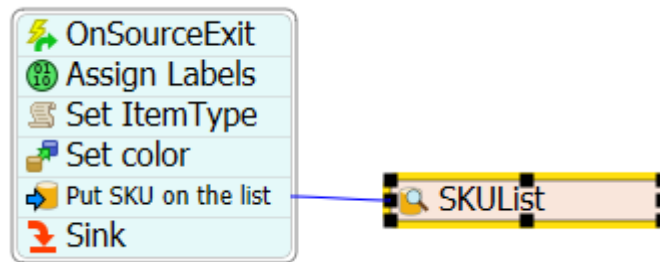 OnSourceExit
Assign Labels
Set ItemType
Set color
Put SKU on the list
SKUList
Sink